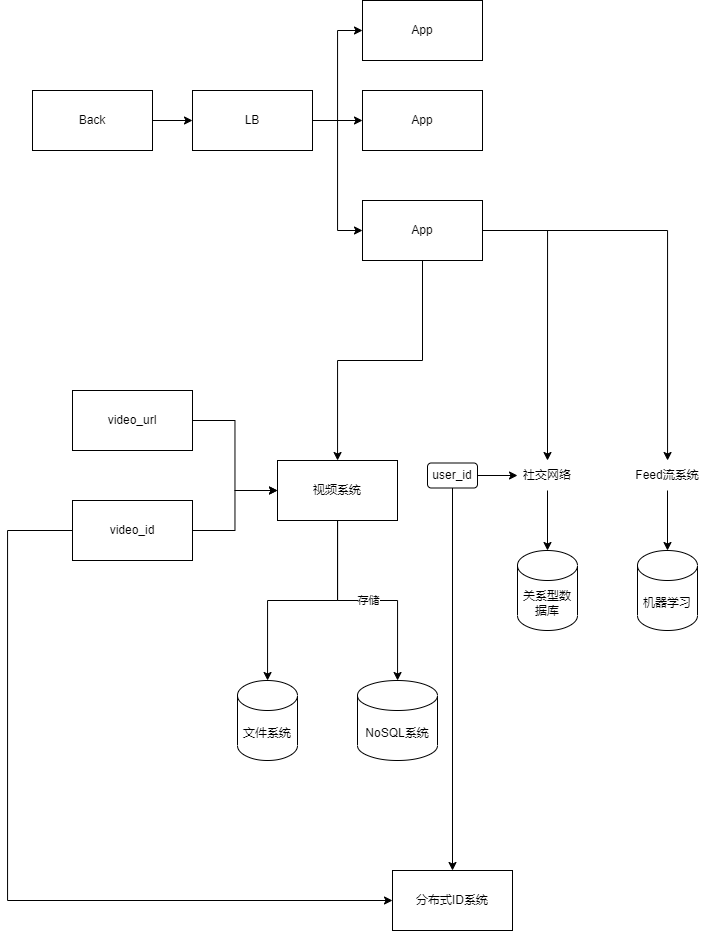 App
Back
LB
App
App
video_url
视频系统
user_id
社交网络
Feed流系统
video_id
关系型数
据库
机器学习
存储
文件系统
NoSQL系统
分布式ID系统